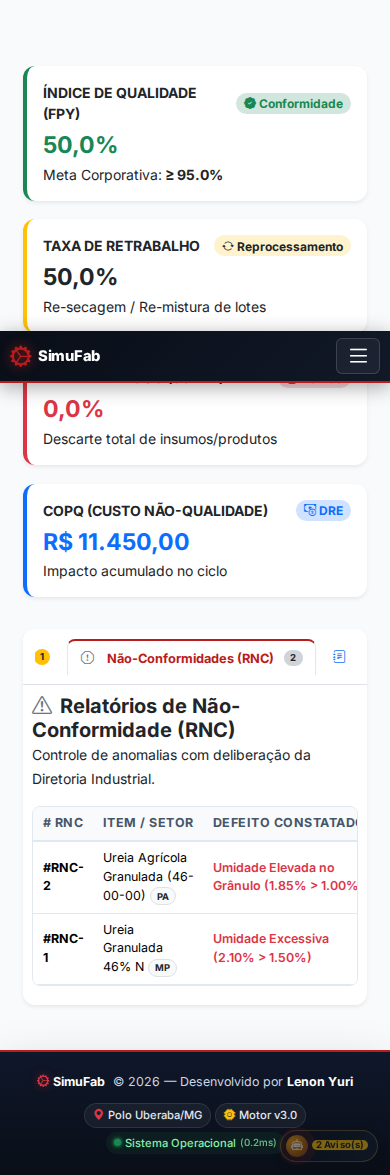 ÍNDICE DE QUALIDADE
(FPY)
Conformidade
50,0%
Meta Corporativa: ≥ 95.0%
TAXA DE RETRABALHO
Reprocessamento
50,0%
Re-secagem / Re-mistura de lotes
SimuFab
0,0%
Descarte total de insumos/produtos
COPQ (CUSTO NÃO-QUALIDADE)
DRE
R$ 11.450,00
Impacto acumulado no ciclo
1
Não-Conformidades (RNC) 2
Relatórios de Não-
Conformidade (RNC)
Controle de anomalias com deliberação da
Diretoria Industrial.
# RNC ITEM / SETOR DEFEITO CONSTATAD
#RNC-
2
Ureia Agrícola
Granulada (46-
00-00) PA
Umidade Elevada no
Grânulo (1.85% > 1.00%
#RNC-
1
Ureia
Granulada
46% N MP
Umidade Excessiva
(2.10% > 1.50%)
SimuFab © 2026 — Desenvolvido por Lenon Yuri
Polo Uberaba/MG Motor v3.0
Sistema Operacional (0.2ms)
2 Aviso(s)